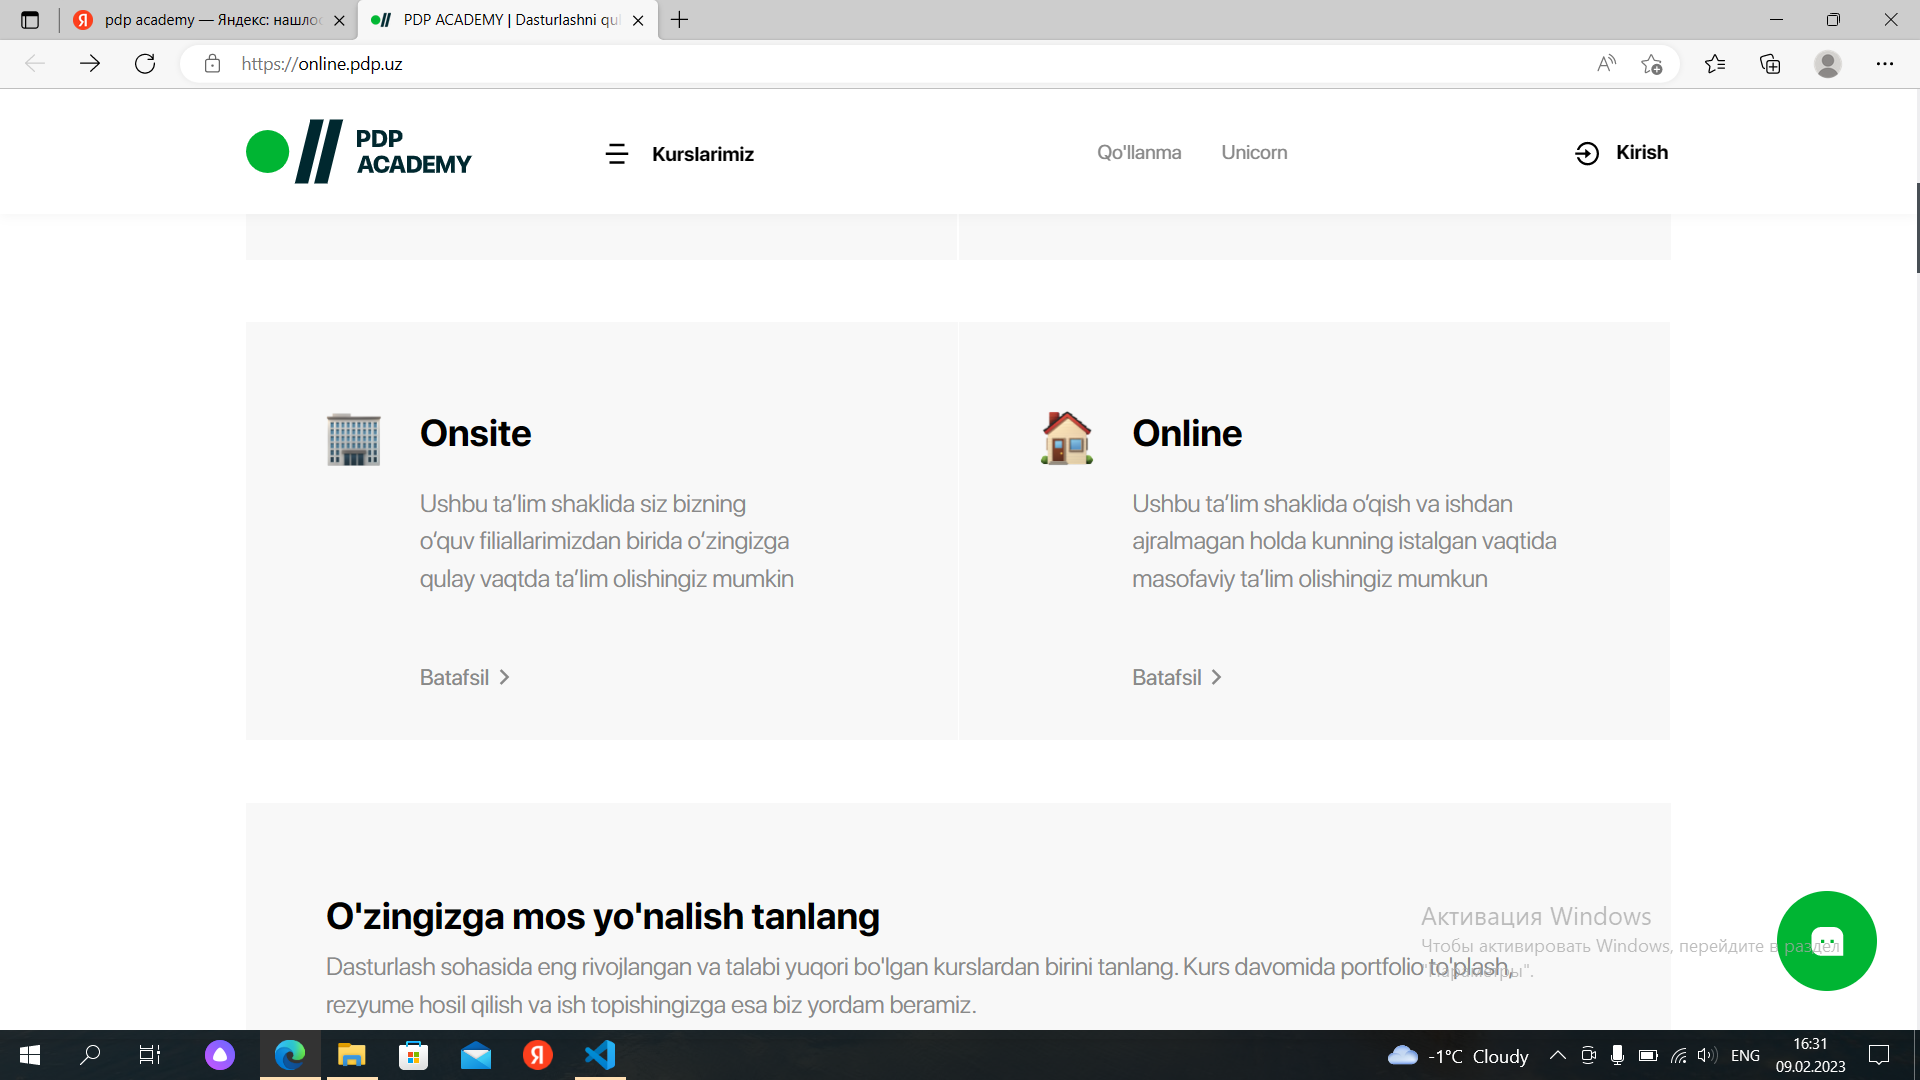 pdp academy — Яндекс: нашлос
PDP ACADEMY | Dasturlashni qul
https://online.pdp.uz
PDP
ACADEMY
Kurslarimiz
Qo'llanma
Unicorn
Kirish
Onsite
Ushbu ta’lim shaklida siz bizning
o‘quv filiallarimizdan birida o‘zingizga
qulay vaqtda ta’lim olishingiz mumkin
Batafsil
Online
Ushbu ta’lim shaklida o‘qish va ishdan
ajralmagan holda kunning istalgan vaqtida
masofaviy ta’lim olishingiz mumkun
Batafsil
O'zingizga mos yo'nalish tanlang
Dasturlash sohasida eng rivojlangan va talabi yuqori bo'lgan kurslardan birini tanlang. Kurs davomida portfolio to'plash,
rezyume hosil qilish va ish topishingizga esa biz yordam beramiz.
Активация Windows
Чтобы активировать Windows, перейдите в раздел
"Параметры".
-1°C Cloudy
ENG
16:31
09.02.2023